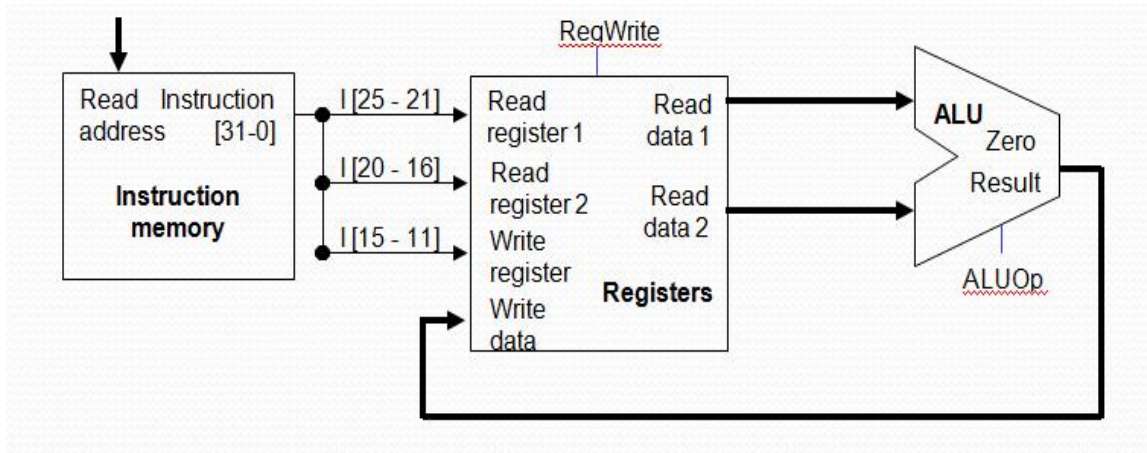 RegWrite
Read Instruction
address [31-0]
Instruction
memory
I [25 - 21]
I [20 - 16]
I [15 - 11]
Read
register 1
Read
register 2
Write
register
Write
data
Read
data 1
Read
data 2
Registers
ALU
Zero
Result
ALUOp